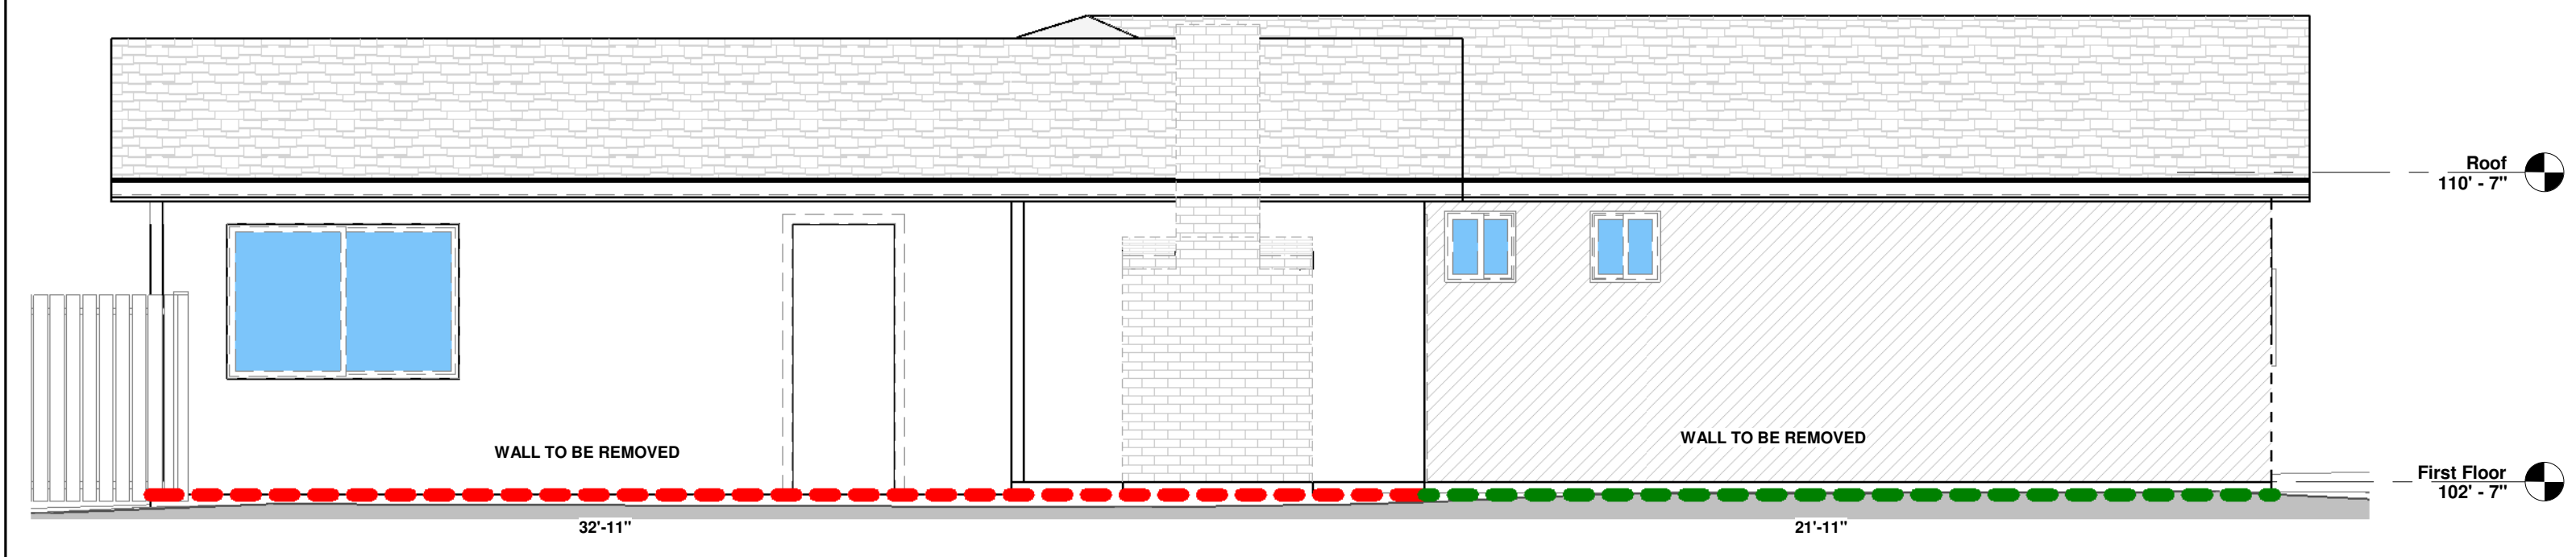 Roof
110' - 7"
WALL TO BE REMOVED
WALL TO BE REMOVED
First Floor
102' - 7"
32'-11"
21'-11"